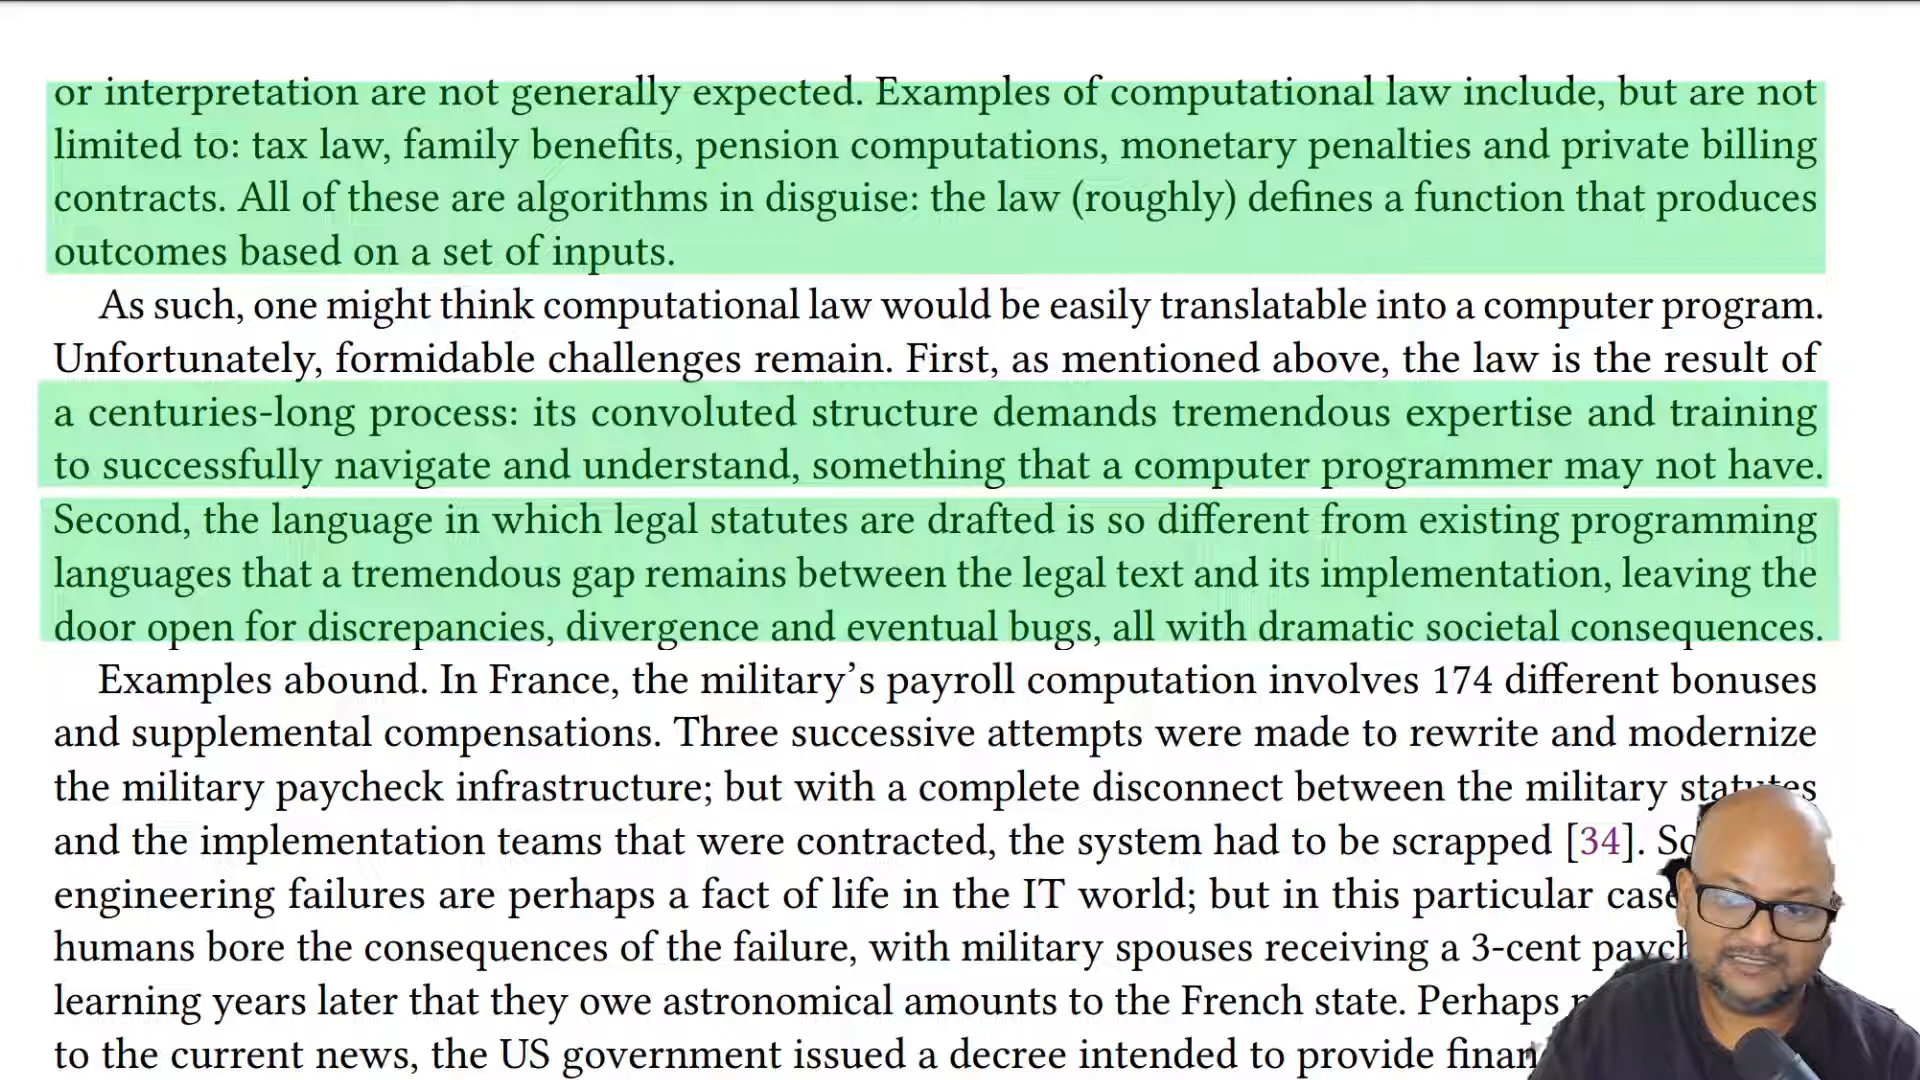 or interpretation are not generally expected. Examples of computational law include, but are not
limited to: tax law, family benefits, pension computations, monetary penalties and private billing
contracts. All of these are algorithms in disguise: the law (roughly) defines a function that produces
outcomes based on a set of inputs.
As such, one might think computational law would be easily translatable into a computer program.
Unfortunately, formidable challenges remain. First, as mentioned above, the law is the result of
a centuries-long process: its convoluted structure demands tremendous expertise and training
to successfully navigate and understand, something that a computer programmer may not have.
Second, the language in which legal statutes are drafted is so different from existing programming
languages that a tremendous gap remains between the legal text and its implementation, leaving the
door open for discrepancies, divergence and eventual bugs, all with dramatic societal consequences.
Examples abound. In France, the military’s payroll computation involves 174 different bonuses
and supplemental compensations. Three successive attempts were made to rewrite and modernize
the military paycheck infrastructure; but with a complete disconnect between the military statutes
and the implementation teams that were contracted, the system had to be scrapped [34].
engineering failures are perhaps a fact of life in the IT world; but in this particular case
humans bore the consequences of the failure, with military spouses receiving a 3-cent
learning years later that they owe astronomical amounts to the French state. Perhaps
to the current news, the US government issued a decree intended to provide